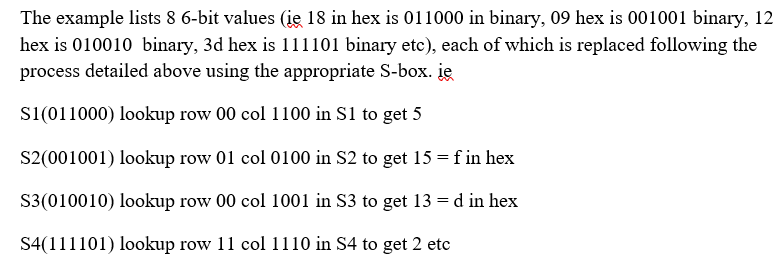 The example lists 8 6-bit values (ie 18 in hex is 011000 in binary, 09 hex is 001001 binary, 12
hex is 010010  binary, 3d hex is 111101 binary etc), each of which is replaced following the
process detailed above using the appropriate S-box. ie
S1(011000) lookup row 00 col 1100 in S1 to get 5
S2(001001) lookup row 01 col 0100 in S2 to get 15 = f in hex
S3(010010) lookup row 00 col 1001 in S3 to get 13 = d in hex
S4(111101) lookup row 11 col 1110 in S4 to get 2 etc